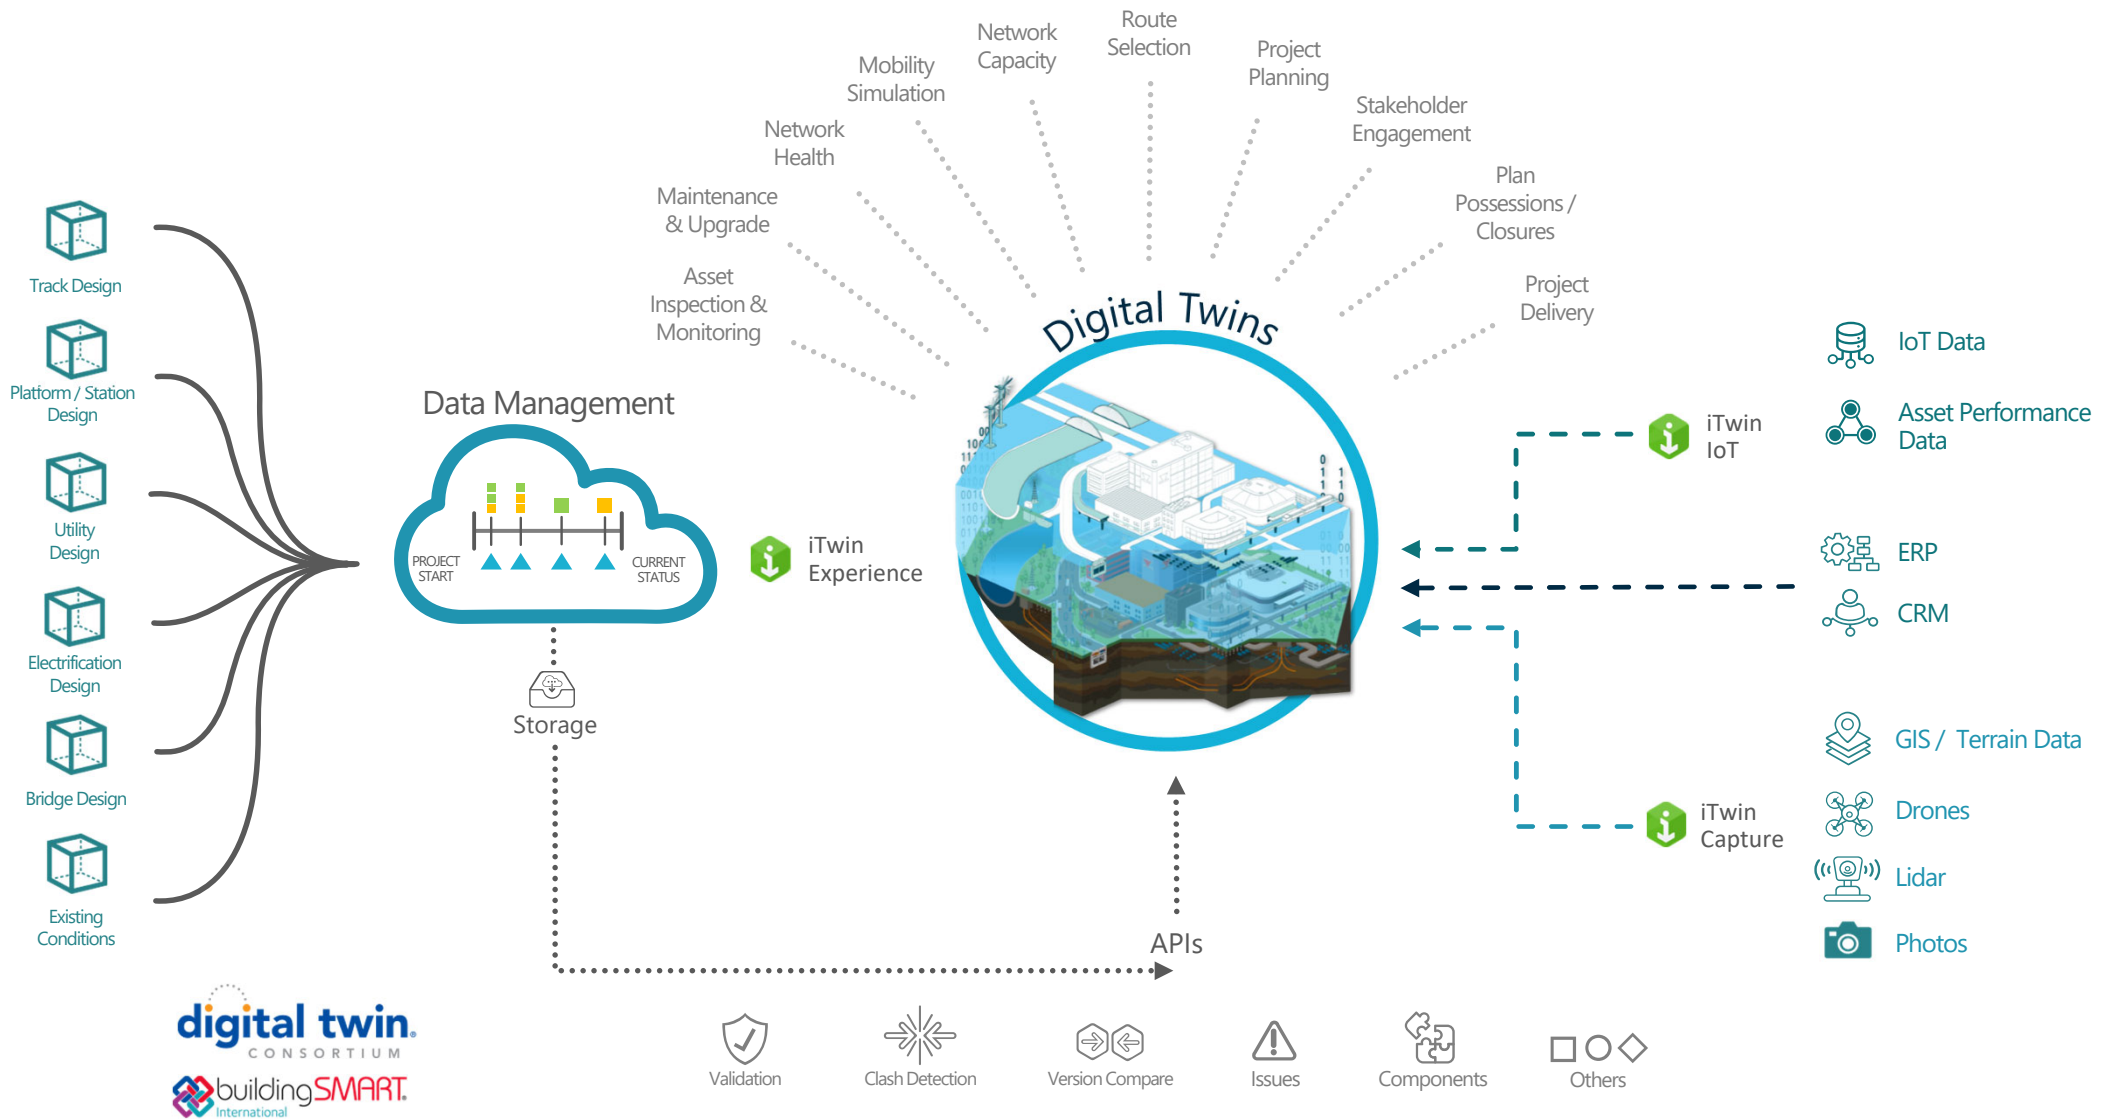 Route
Selection
Network
Capacity
Project
Planning
Mobility
Simulation
Stakeholder
Engagement
Network
Health
Plan
Possessions /
Closures
Maintenance
& Upgrade
Asset
Inspection &
Monitoring
Project
Delivery
Digital Twins
Track Design
Platform / Station
Design
Utility
Design
Electrification
Design
Bridge Design
Existing
Conditions
Data Management
PROJECT
START
CURRENT
STATUS
iTwin
Experience
Storage
APIs
iTwin
IoT
IoT Data
Asset Performance
Data
ERP
CRM
iTwin
Capture
GIS / Terrain Data
Drones
Lidar
Photos
digital twin
CONSORTIUM
buildingSMART
International
Validation
Clash Detection
Version Compare
Issues
Components
Others